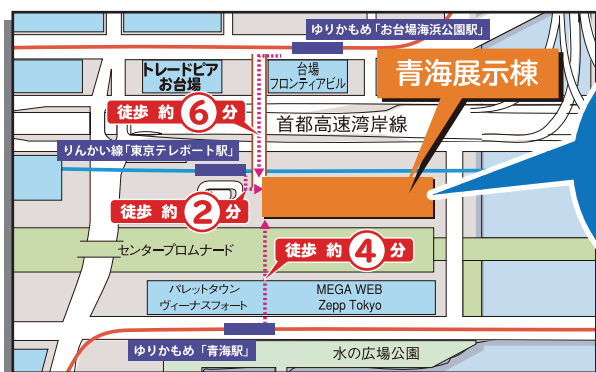 ゆりかもめ「お台場海浜公園駅」
トレードピア
お台場
台場
フロンティアビル
青海展示棟
徒歩 約 6 分
首都高速湾岸線
りんかい線「東京テレポート駅」
徒歩 約 2 分
センタープロムナード
徒歩 約 4 分
パレットタウン
ヴィーナスフォート
MEGA WEB
Zepp Tokyo
ゆりかもめ「青海駅」
水の広場公園